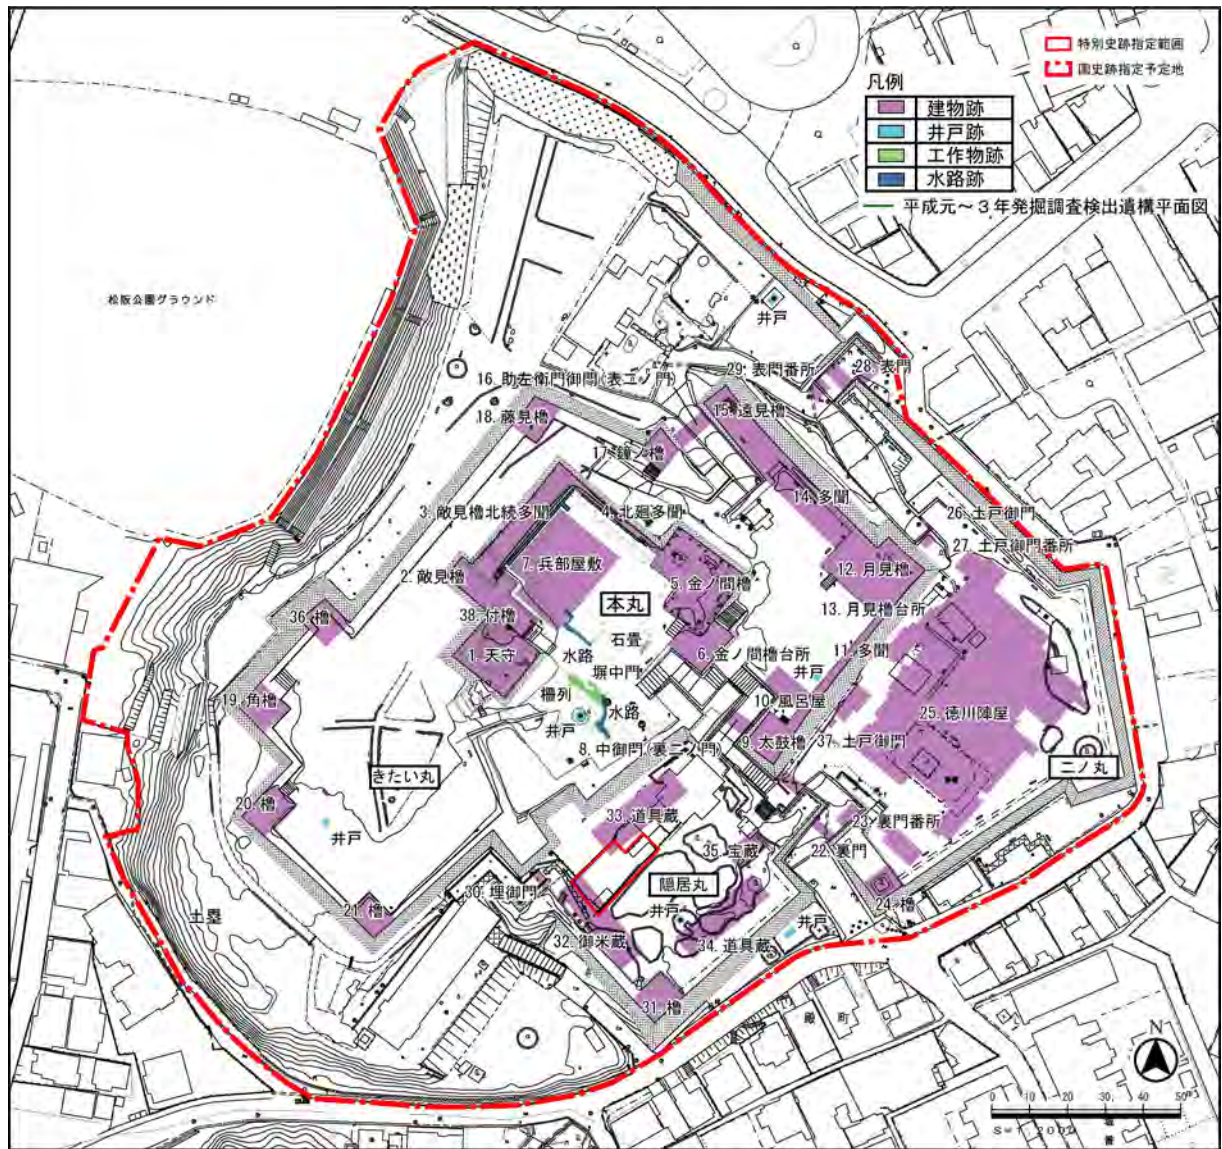 特別史跡指定範囲
国史跡指定予定地
凡例
建物跡
井戸跡
工作物跡
水路跡
平成元～3年発掘調査検出遺構平面図
松阪公園グラウンド
井戸
29. 表門番所
28. 表門
16. 助左衛門御門(表二ノ門)
18. 藤見櫓
15. 遠見櫓
17. 鐘ノ櫓
14. 多聞
3. 敵見櫓北続多聞
4. 北廻多聞
26. 土戸御門
27. 土戸御門番所
2. 敵見櫓
7. 兵部屋敷
5. 金ノ間櫓
12. 月見櫓
13. 月見櫓台所
本丸
36. 櫓
38. 付櫓
石畳
1. 天守
水路
塀中門
6. 金ノ間櫓台所
11. 多聞
井戸
柵列
水路
19. 角櫓
10. 風呂屋
25. 徳川陣屋
井戸
8. 中御門(裏二ノ門)
9. 太鼓櫓
37. 土戸御門
二ノ丸
きたい丸
20. 櫓
33. 道具蔵
23. 裏門番所
井戸
35. 宝蔵
22. 裏門
隠居丸
30. 埋御門
24. 櫓
土塁
21. 櫓
井戸
井戸
32. 御米蔵
34. 道具蔵
31. 櫓
殿町
N
0 10 20 30 40 50m
S=1:2000